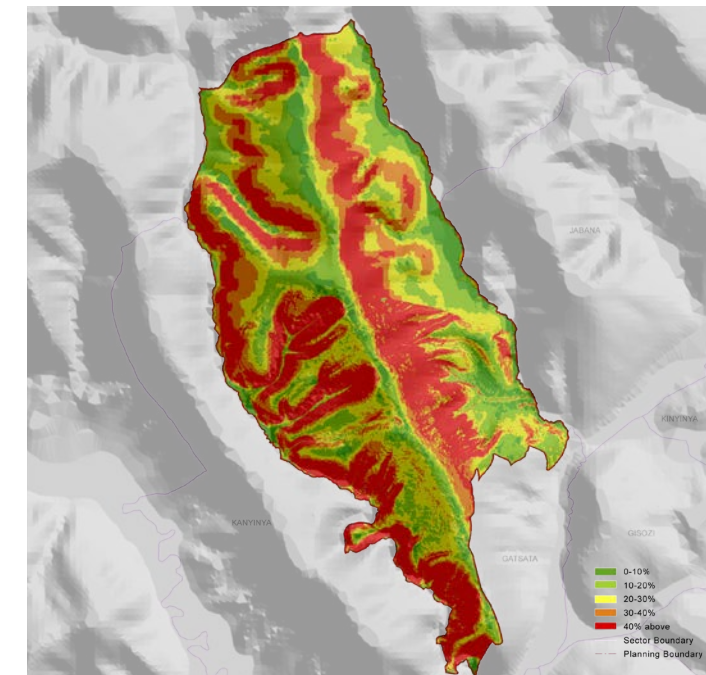 JABANA
KINYINYA
KANYINYA
GISOZI
GATSATA
0-10%
10-20%
20-30%
30-40%
40% above
Sector Boundary
Planning Boundary